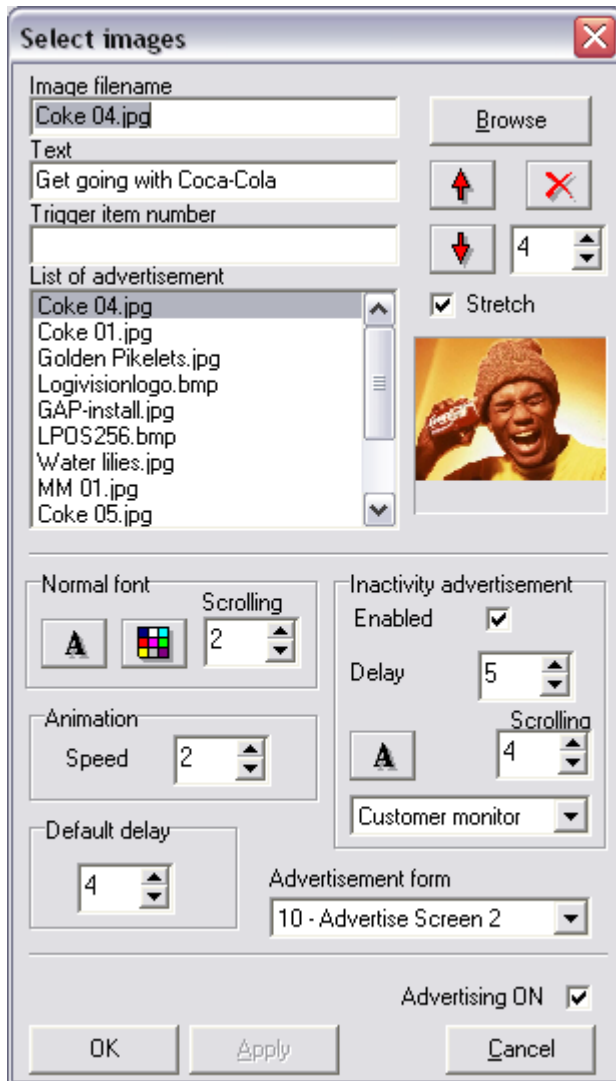 Select images
Image filename
Coke 04.jpg
Browse
Text
Get going with Coca-Cola
Trigger item number
4
List of advertisement
Stretch
Coke 04.jpg
Coke 01.jpg
Golden Pikelets.jpg
Logivisionlogo.bmp
GAP-install.jpg
LPOS256.bmp
Water lilies.jpg
MM 01.jpg
Coke 05.jpg
Normal font
Scrolling
A
2
Inactivity advertisement
Enabled
Delay
5
Scrolling
A
4
Customer monitor
Animation
Speed
2
Default delay
4
Advertisement form
10 - Advertise Screen 2
Advertising ON
OK
Apply
Cancel